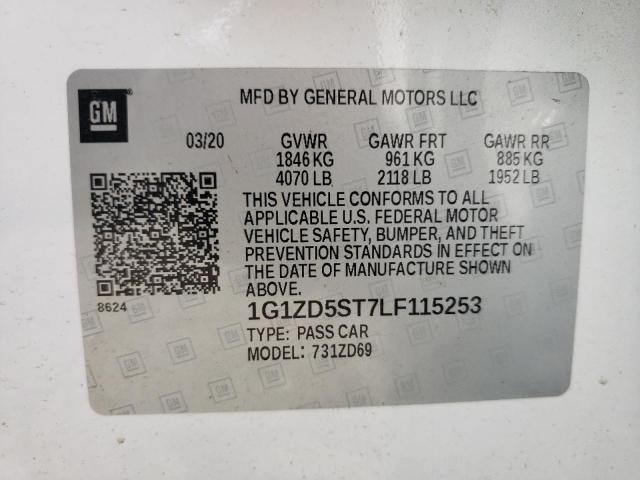 GM
MFD BY GENERAL MOTORS LLC
03/20 GVWR GAWR FRT GAWR RR
1846 KG 961 KG 885 KG
4070 LB 2118 LB 1952 LB
THIS VEHICLE CONFORMS TO ALL
APPLICABLE U.S. FEDERAL MOTOR
VEHICLE SAFETY, BUMPER, AND THEFT
PREVENTION STANDARDS IN EFFECT ON
THE DATE OF MANUFACTURE SHOWN
ABOVE.
8624
1G1ZD5ST7LF115253
TYPE: PASS CAR
MODEL: 731ZD69